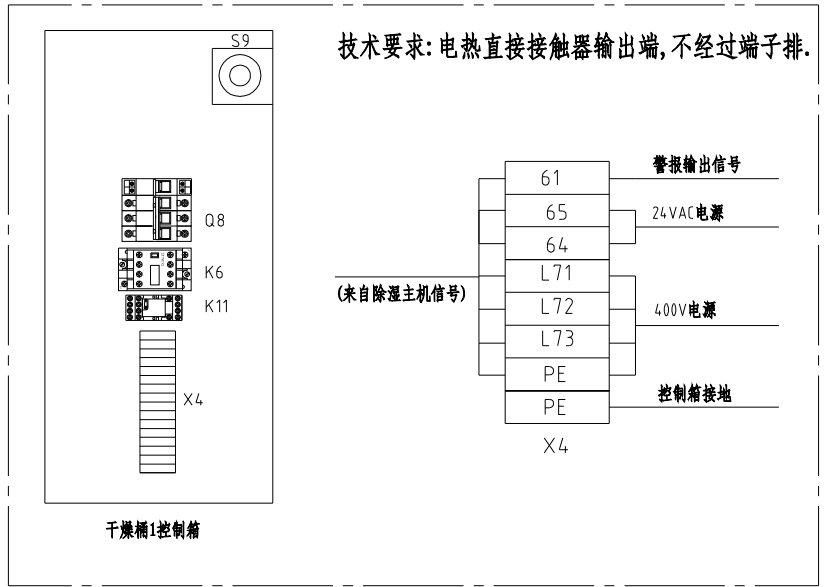 S9
技术要求: 电热直接接触器输出端, 不经过端子排.
Q8
K6
K11
X4
干燥桶1控制箱
61
警报输出信号
65
24VAC电源
64
L71
(来自除湿主机信号)
L72
400V电源
L73
PE
PE
控制箱接地
X4